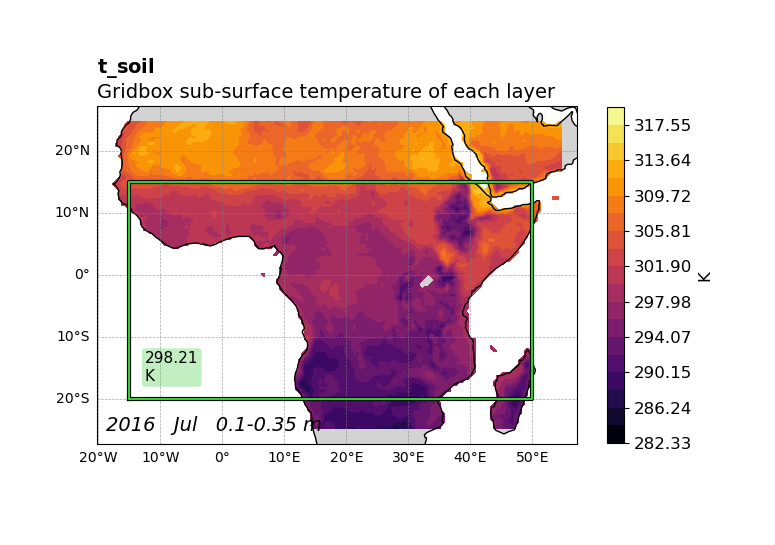 t_soil
Gridbox sub-surface temperature of each layer
20°N
10°N
0°
10°S
20°S
20°W 10°W 0° 10°E 20°E 30°E 40°E 50°E
298.21
K
2016 Jul 0.1-0.35 m
317.55
313.64
309.72
305.81
301.90
297.98
294.07
290.15
286.24
282.33
K